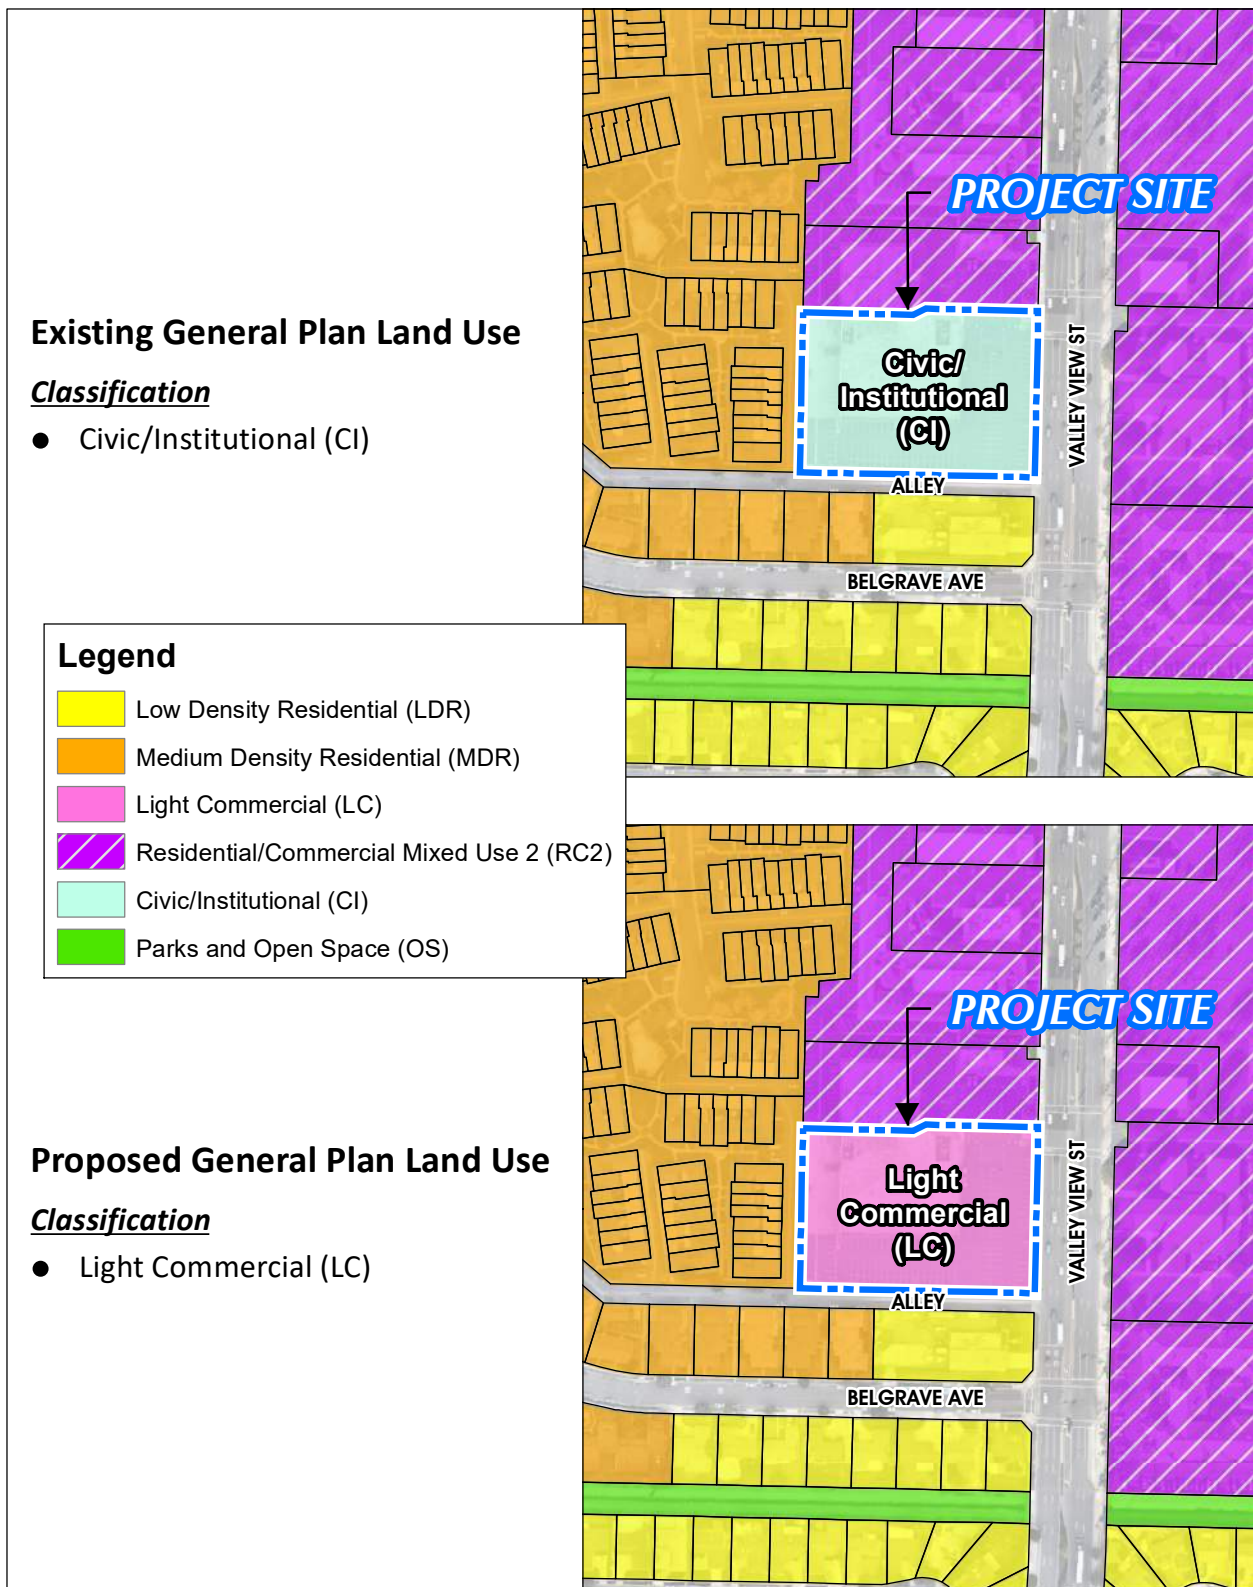 Existing General Plan Land Use
Classification
● Civic/Institutional (CI)
PROJECT SITE
Civic/
Institutional
(CI)
VALLEY VIEW ST
ALLEY
BELGRAVE AVE
Legend
Low Density Residential (LDR)
Medium Density Residential (MDR)
Light Commercial (LC)
Residential/Commercial Mixed Use 2 (RC2)
Civic/Institutional (CI)
Parks and Open Space (OS)
Proposed General Plan Land Use
Classification
● Light Commercial (LC)
PROJECT SITE
Light
Commercial
(LC)
VALLEY VIEW ST
ALLEY
BELGRAVE AVE